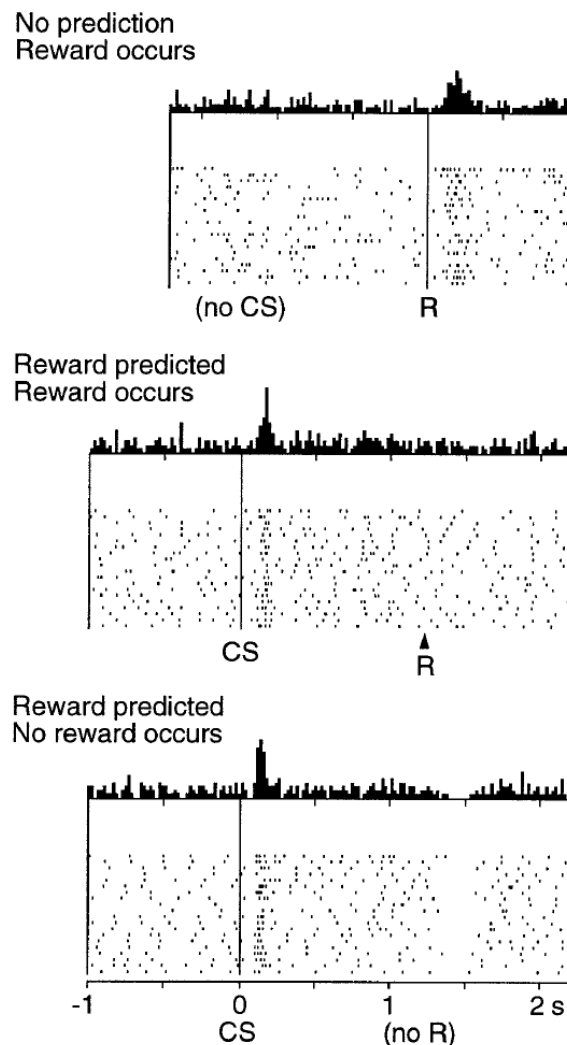 No prediction
Reward occurs
(no CS) R
Reward predicted
Reward occurs
CS
R
Reward predicted
No reward occurs
-1 0 1 2 s
CS (no R)